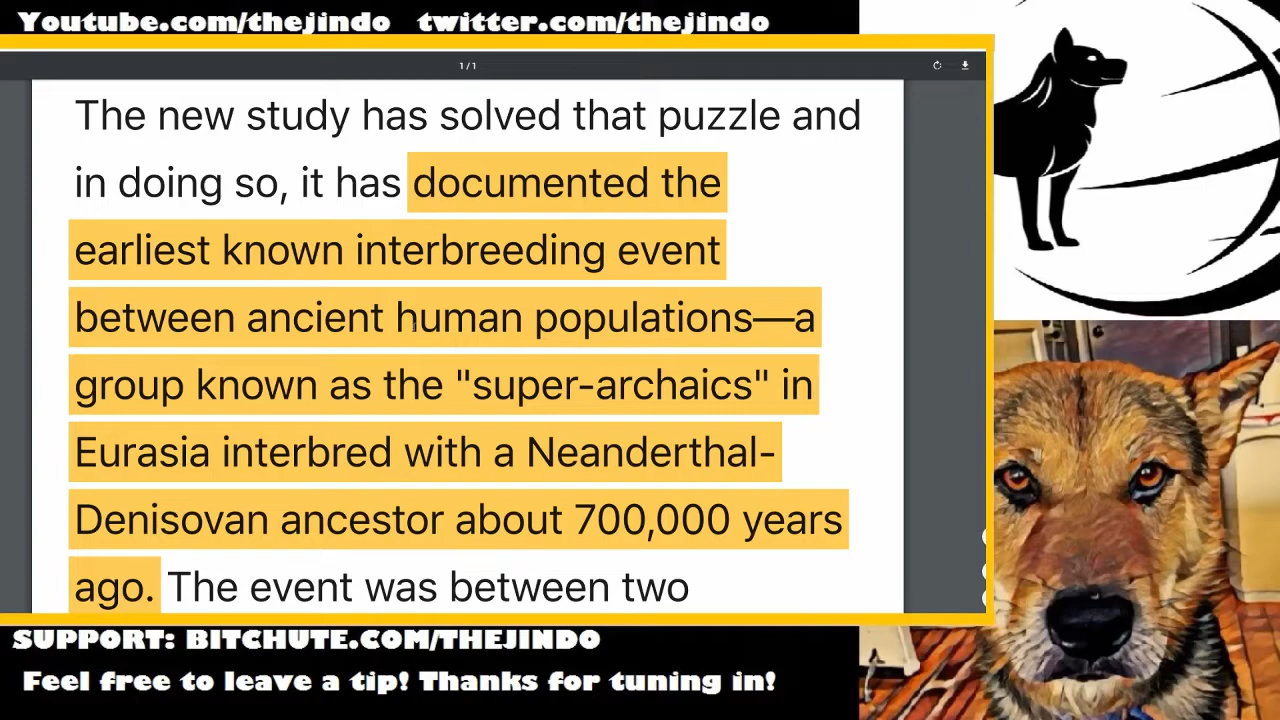 Youtube.com/thejindo twitter.com/thejindo
1/1
The new study has solved that puzzle and
in doing so, it has documented the
earliest known interbreeding event
between ancient human populations—a
group known as the "super-archaics" in
Eurasia interbred with a Neanderthal-
Denisovan ancestor about 700,000 years
ago. The event was between two
SUPPORT: BITCHUTE.COM/THEJINDO
Feel free to leave a tip! Thanks for tuning in!